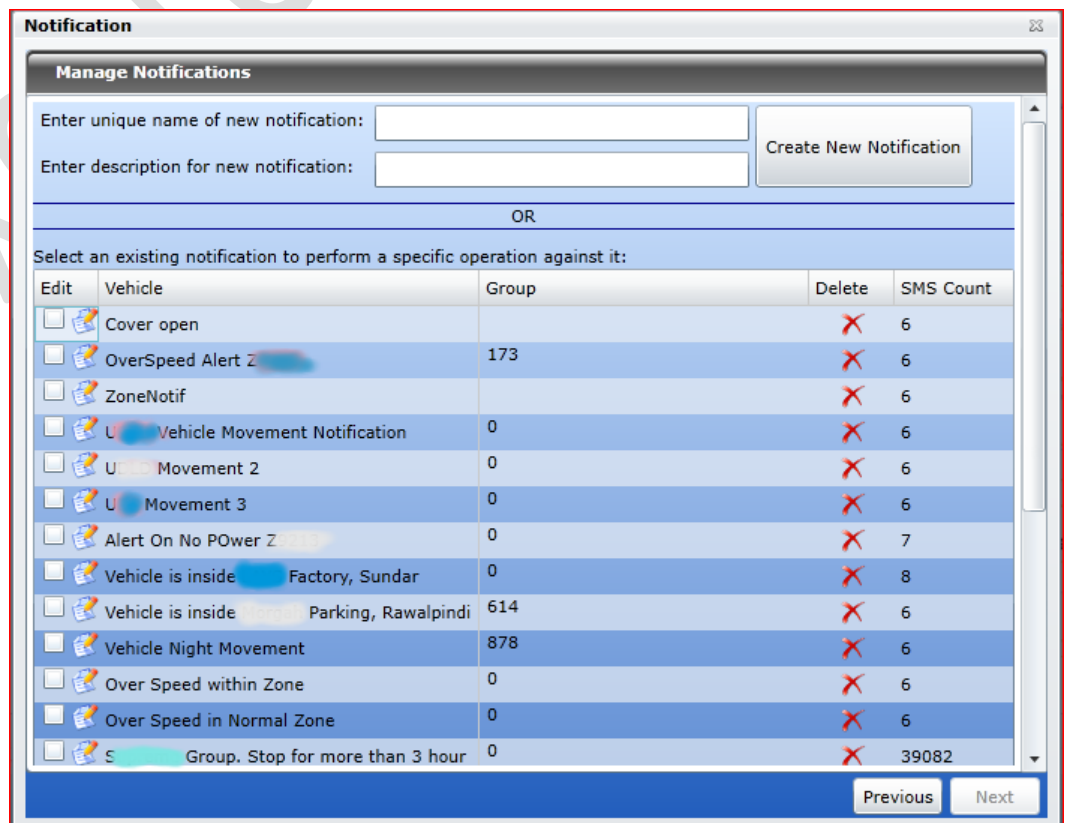 Notification
Manage Notifications
Enter unique name of new notification:
Create New Notification
Enter description for new notification:
OR
Select an existing notification to perform a specific operation against it:
Edit Vehicle Group Delete SMS Count
Cover open 6
OverSpeed Alert Z 173 6
ZoneNotif 6
U Vehicle Movement Notification 0 6
U Movement 2 0 6
U Movement 3 0 6
Alert On No POwer Z 0 7
Vehicle is inside Factory, Sundar 0 8
Vehicle is inside Parking, Rawalpindi 614 6
Vehicle Night Movement 878 6
Over Speed within Zone 0 6
Over Speed in Normal Zone 0 6
S Group. Stop for more than 3 hour 0 39082
Previous Next